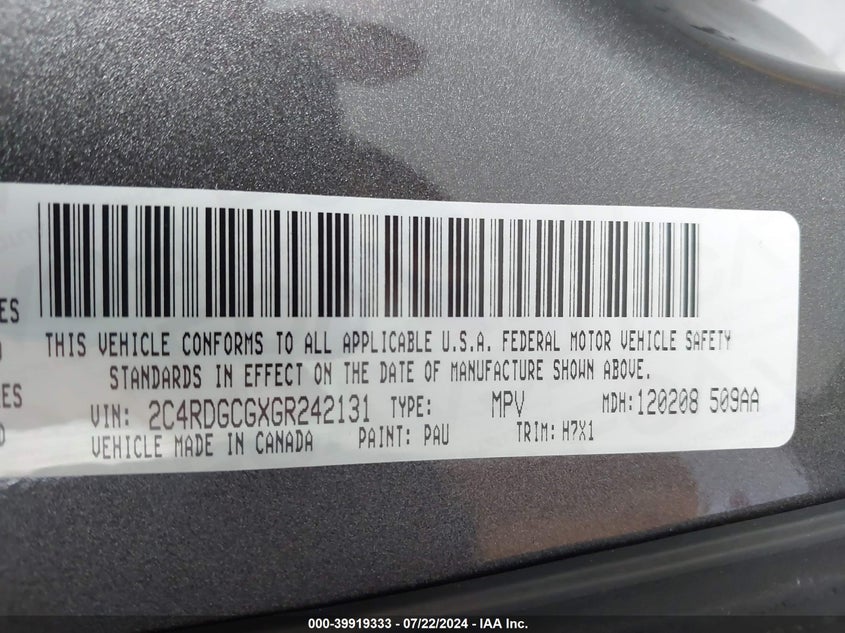 ES
THIS VEHICLE CONFORMS TO ALL APPLICABLE U.S.A. FEDERAL MOTOR VEHICLE SAFETY
STANDARDS IN EFFECT ON THE DATE OF MANUFACTURE SHOWN ABOVE.
ES
VIN: 2C4RDGCGXGR242131 TYPE: MPV MDH: 120208 509AA
VEHICLE MADE IN CANADA PAINT: PAU TRIM: H7X1
000-39919333 - 07/22/2024 - IAA Inc.